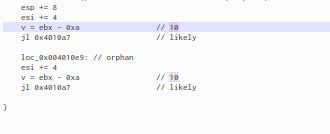 esp += 8
esi += 4
v = ebx - 0xa // 10
jl 0x4010a7 // likely
loc_0x004010e9: // orphan
esi += 4
v = ebx - 0xa // 10
jl 0x4010a7 // likely
}